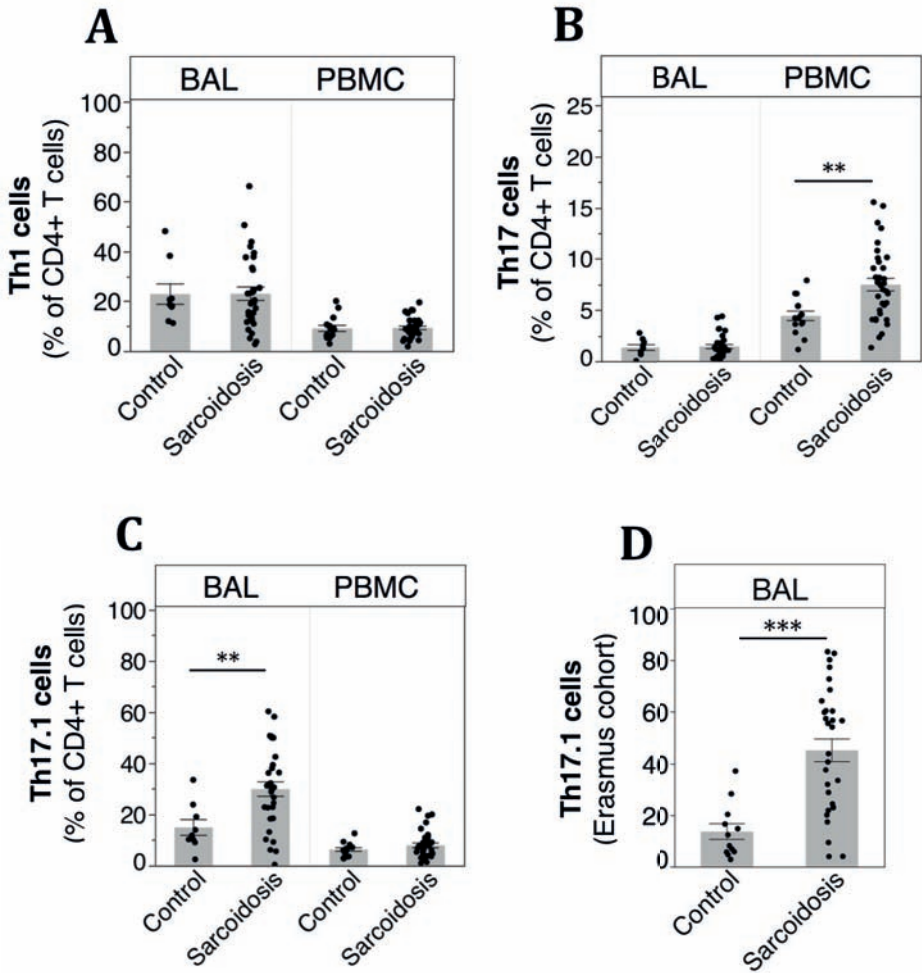 A
BAL PBMC
Th1 cells
(% of CD4+ T cells)
100
80
60
40
20
0
Control
Sarcoidosis
Control
Sarcoidosis
B
BAL PBMC
Th17 cells
(% of CD4+ T cells)
25
20
15
10
5
0
**
Control
Sarcoidosis
Control
Sarcoidosis
C
BAL PBMC
Th17.1 cells
(% of CD4+ T cells)
100
80
60
40
20
0
**
Control
Sarcoidosis
Control
Sarcoidosis
D
BAL
Th17.1 cells
(Erasmus cohort)
100
80
60
40
20
0
***
Control
Sarcoidosis